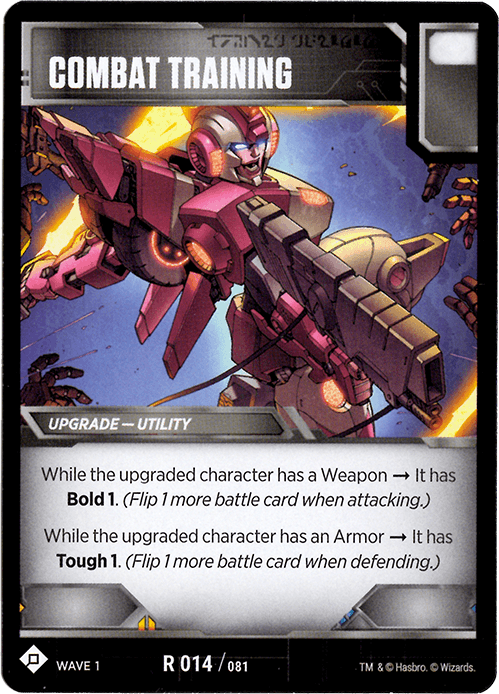 COMBAT TRAINING
UPGRADE — UTILITY
While the upgraded character has a Weapon → It has
Bold 1. (Flip 1 more battle card when attacking.)
While the upgraded character has an Armor → It has
Tough 1. (Flip 1 more battle card when defending.)
WAVE 1
R 014 / 081
TM & © Hasbro. © Wizards.